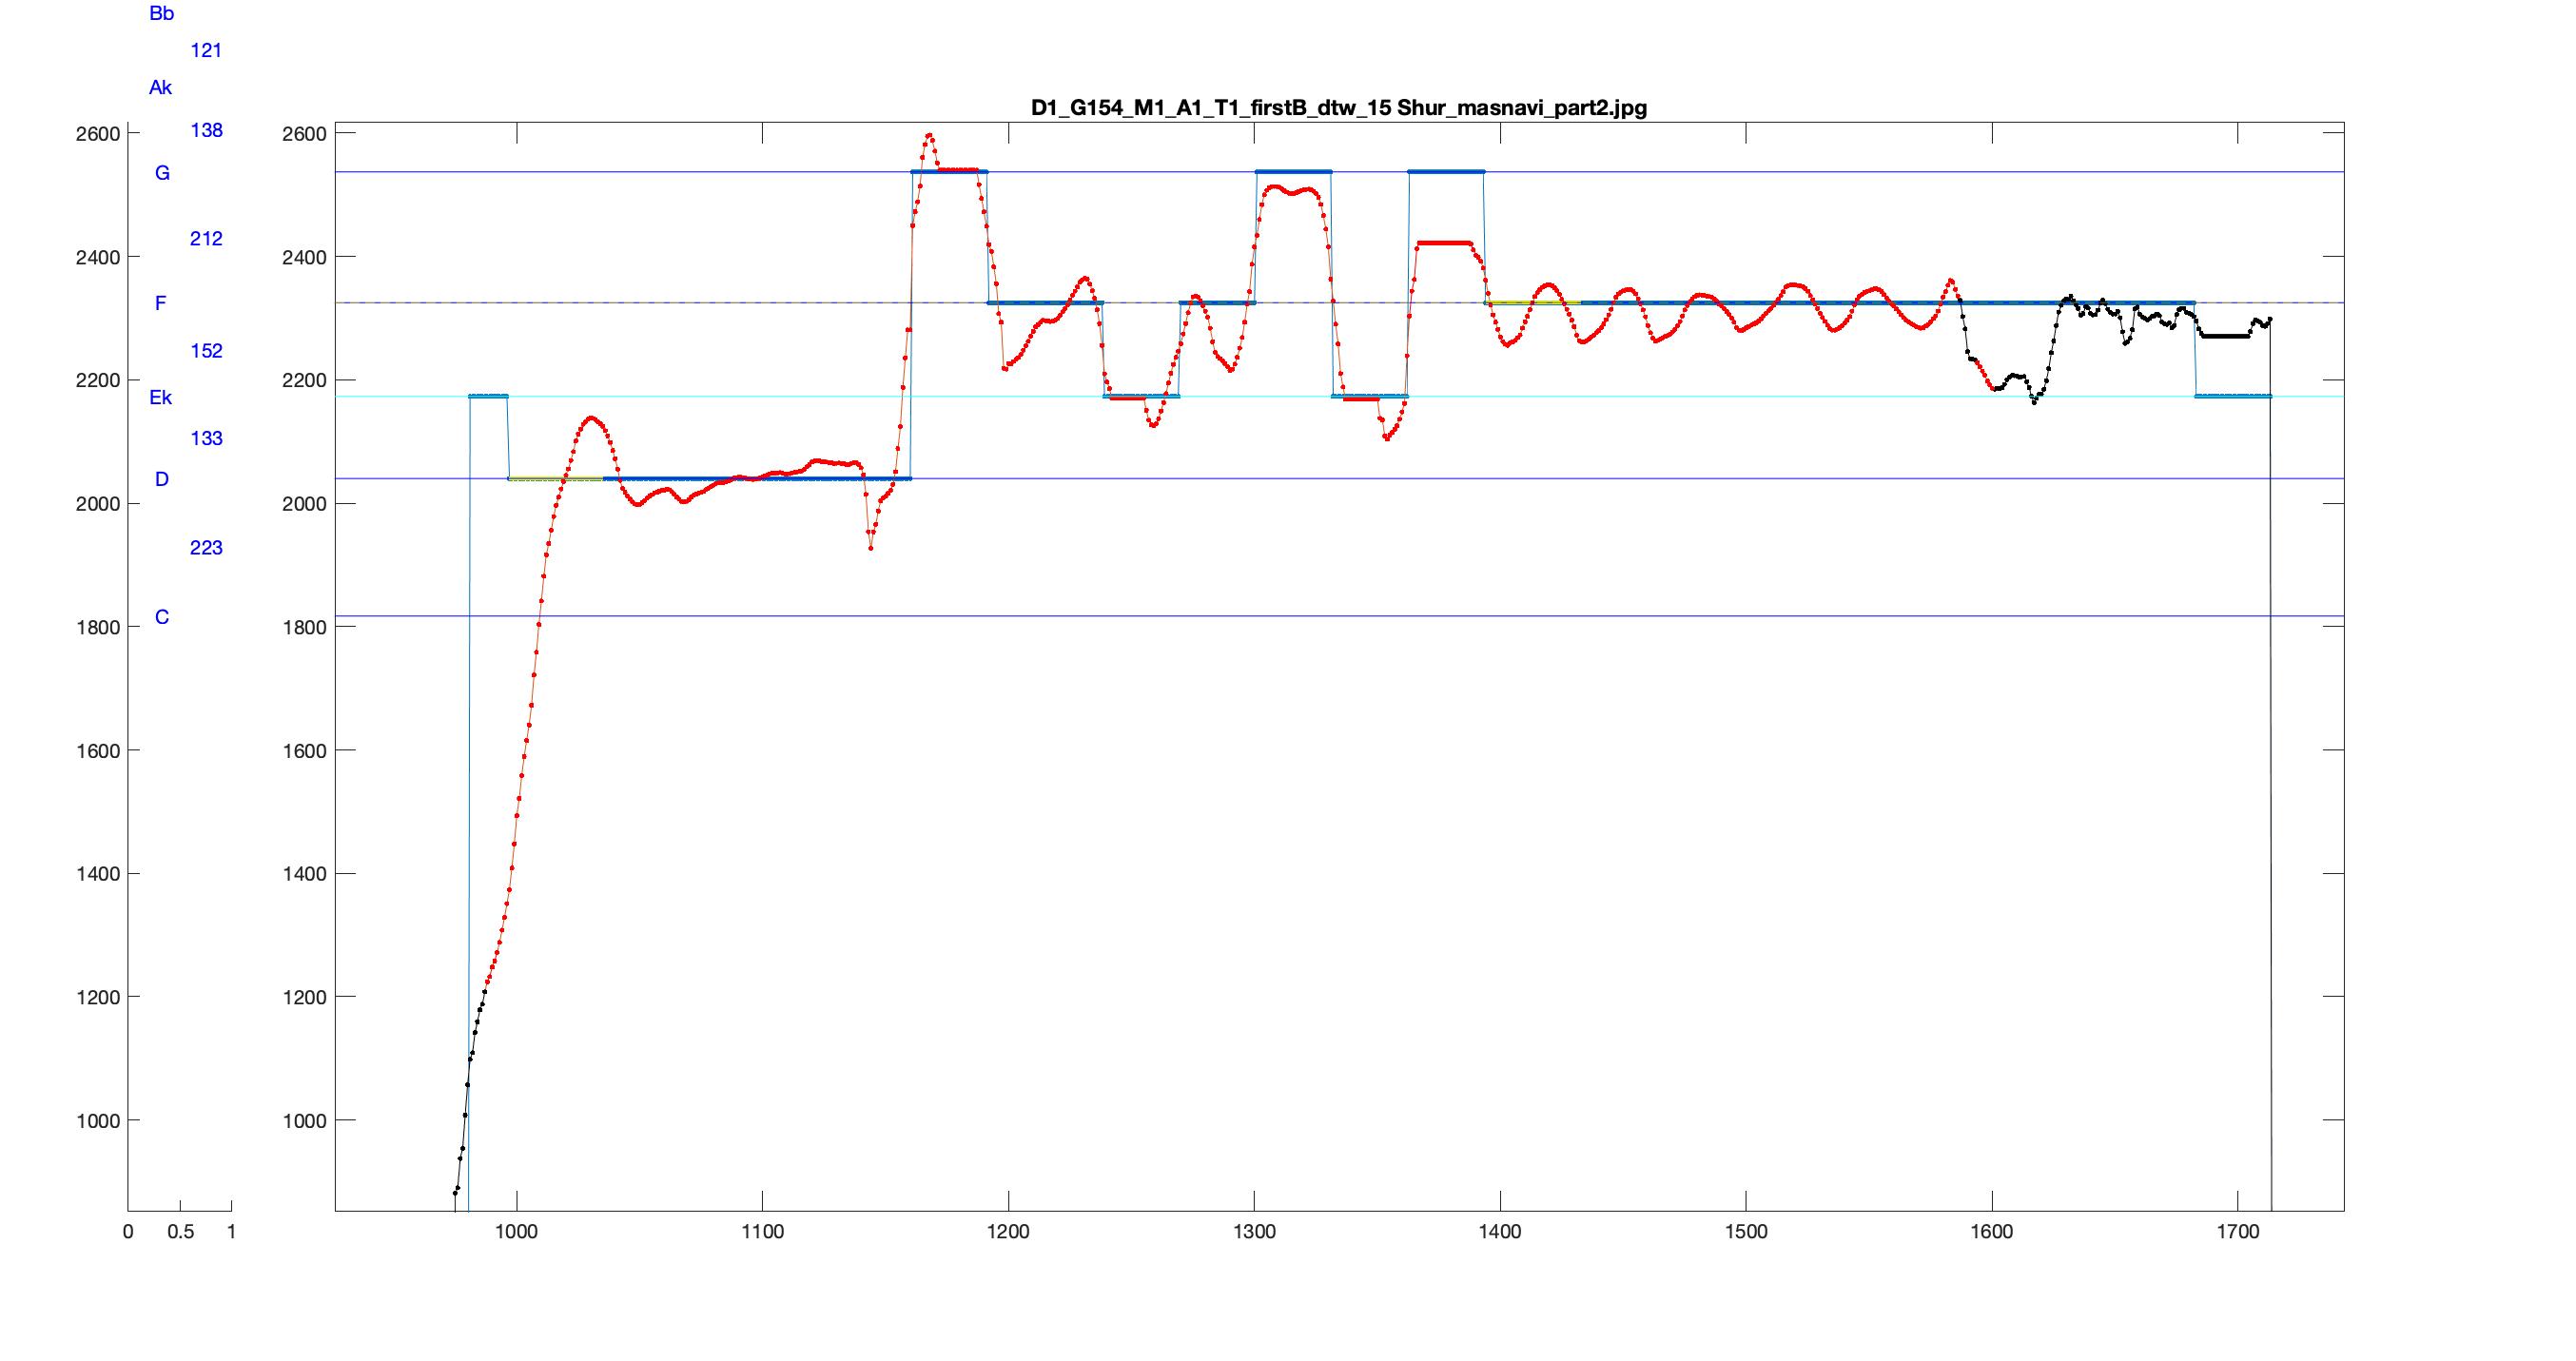 Bb
121
Ak
D1_G154_M1_A1_T1_firstB_dtw_15 Shur_masnavi_part2.jpg
2600 138 2600
G
212
2400 2400
F
152
2200 2200
Ek
133
D
2000 2000
223
C
1800 1800
1600 1600
1400 1400
1200 1200
1000 1000
0 0.5 1 1000 1100 1200 1300 1400 1500 1600 1700